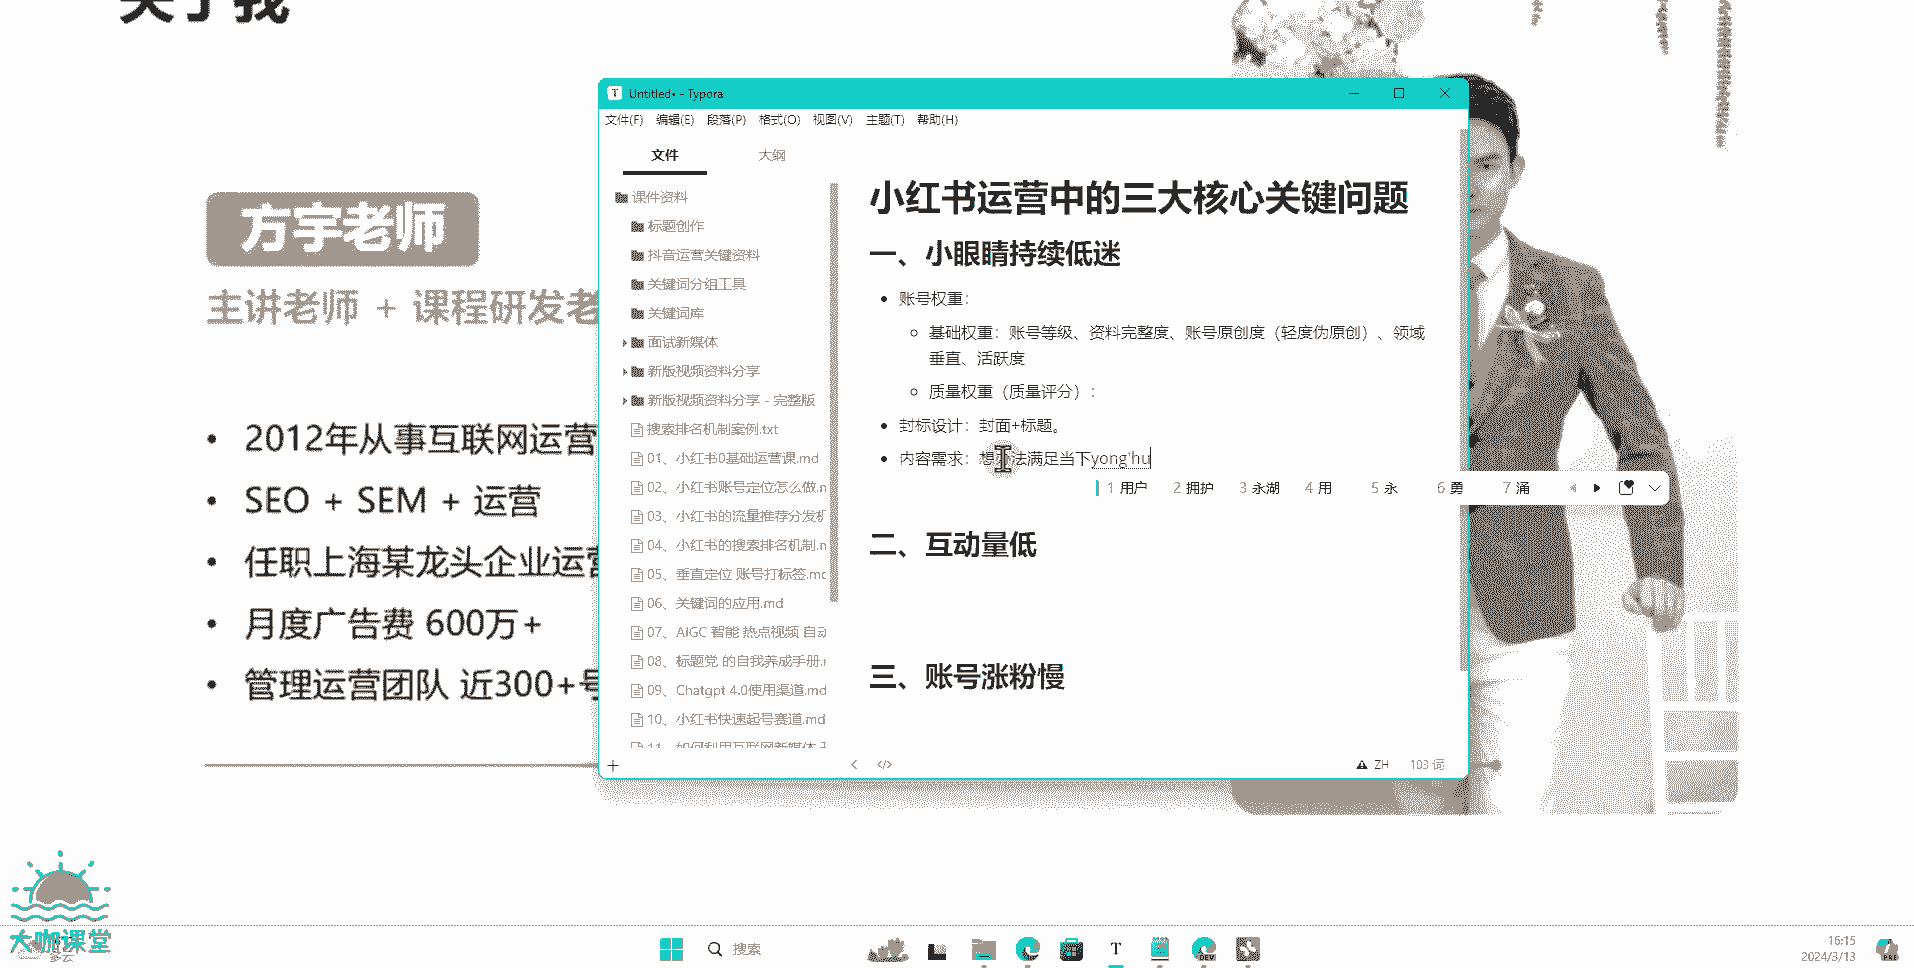 关于我
方宇老师
主讲老师 + 课程研发老
• 2012年从事互联网运营
• SEO + SEM + 运营
• 任职上海某龙头企业运营
• 月度广告费 600万+
• 管理运营团队 近300+号
Untitled• - Typora
文件(F) 编辑(E) 段落(P) 格式(O) 视图(V) 主题(T) 帮助(H)
文件 大纲
课件资料
标题创作
抖音运营关键资料
关键词分组工具
关键词库
面试新媒体
新版视频资料分享
新版视频资料分享 - 完整版
搜索排名机制案例.txt
01、小红书0基础运营课.md
02、小红书账号定位怎么做.n
03、小红书的流量推荐分发机
04、小红书的搜索排名机制.n
05、垂直定位 账号打标签.mc
06、关键词的应用.md
07、AIGC 智能 热点视频 自动
08、标题党 的自我养成手册.r
09、Chatgpt 4.0使用渠道.md
10、小红书快速起号赛道.md
11、如何利用互联网新媒体
小红书运营中的三大核心关键问题
一、小眼睛持续低迷
• 账号权重：
基础权重：账号等级、资料完整度、账号原创度（轻度伪原创）、领域
垂直、活跃度
质量权重（质量评分）：
• 封标设计：封面+标题。
• 内容需求：想办法满足当下yong'hu
1 用户 2 拥护 3 永湖 4 用 5 永 6 勇 7 涌
二、互动量低
三、账号涨粉慢
ZH 103 词
大咖课堂
多云
搜索
T
DEV
16:15
2024/3/13
PRE